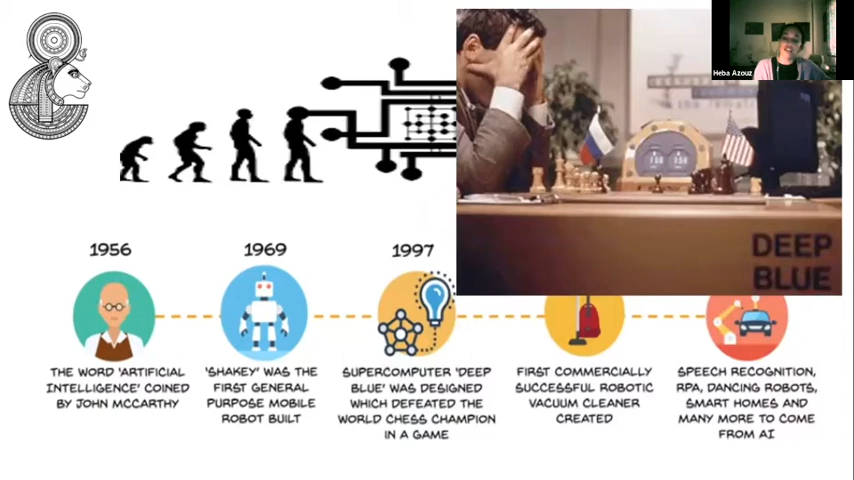 Heba Azouz
DEEP
BLUE
1956
1969
1997
THE WORD 'ARTIFICIAL
INTELLIGENCE' COINED
BY JOHN MCCARTHY
'SHAKEY' WAS THE
FIRST GENERAL
PURPOSE MOBILE
ROBOT BUILT
SUPERCOMPUTER 'DEEP
BLUE' WAS DESIGNED
WHICH DEFEATED THE
WORLD CHESS CHAMPION
IN A GAME
FIRST COMMERCIALLY
SUCCESSFUL ROBOTIC
VACUUM CLEANER
CREATED
SPEECH RECOGNITION,
RPA, DANCING ROBOTS,
SMART HOMES AND
MANY MORE TO COME
FROM AI